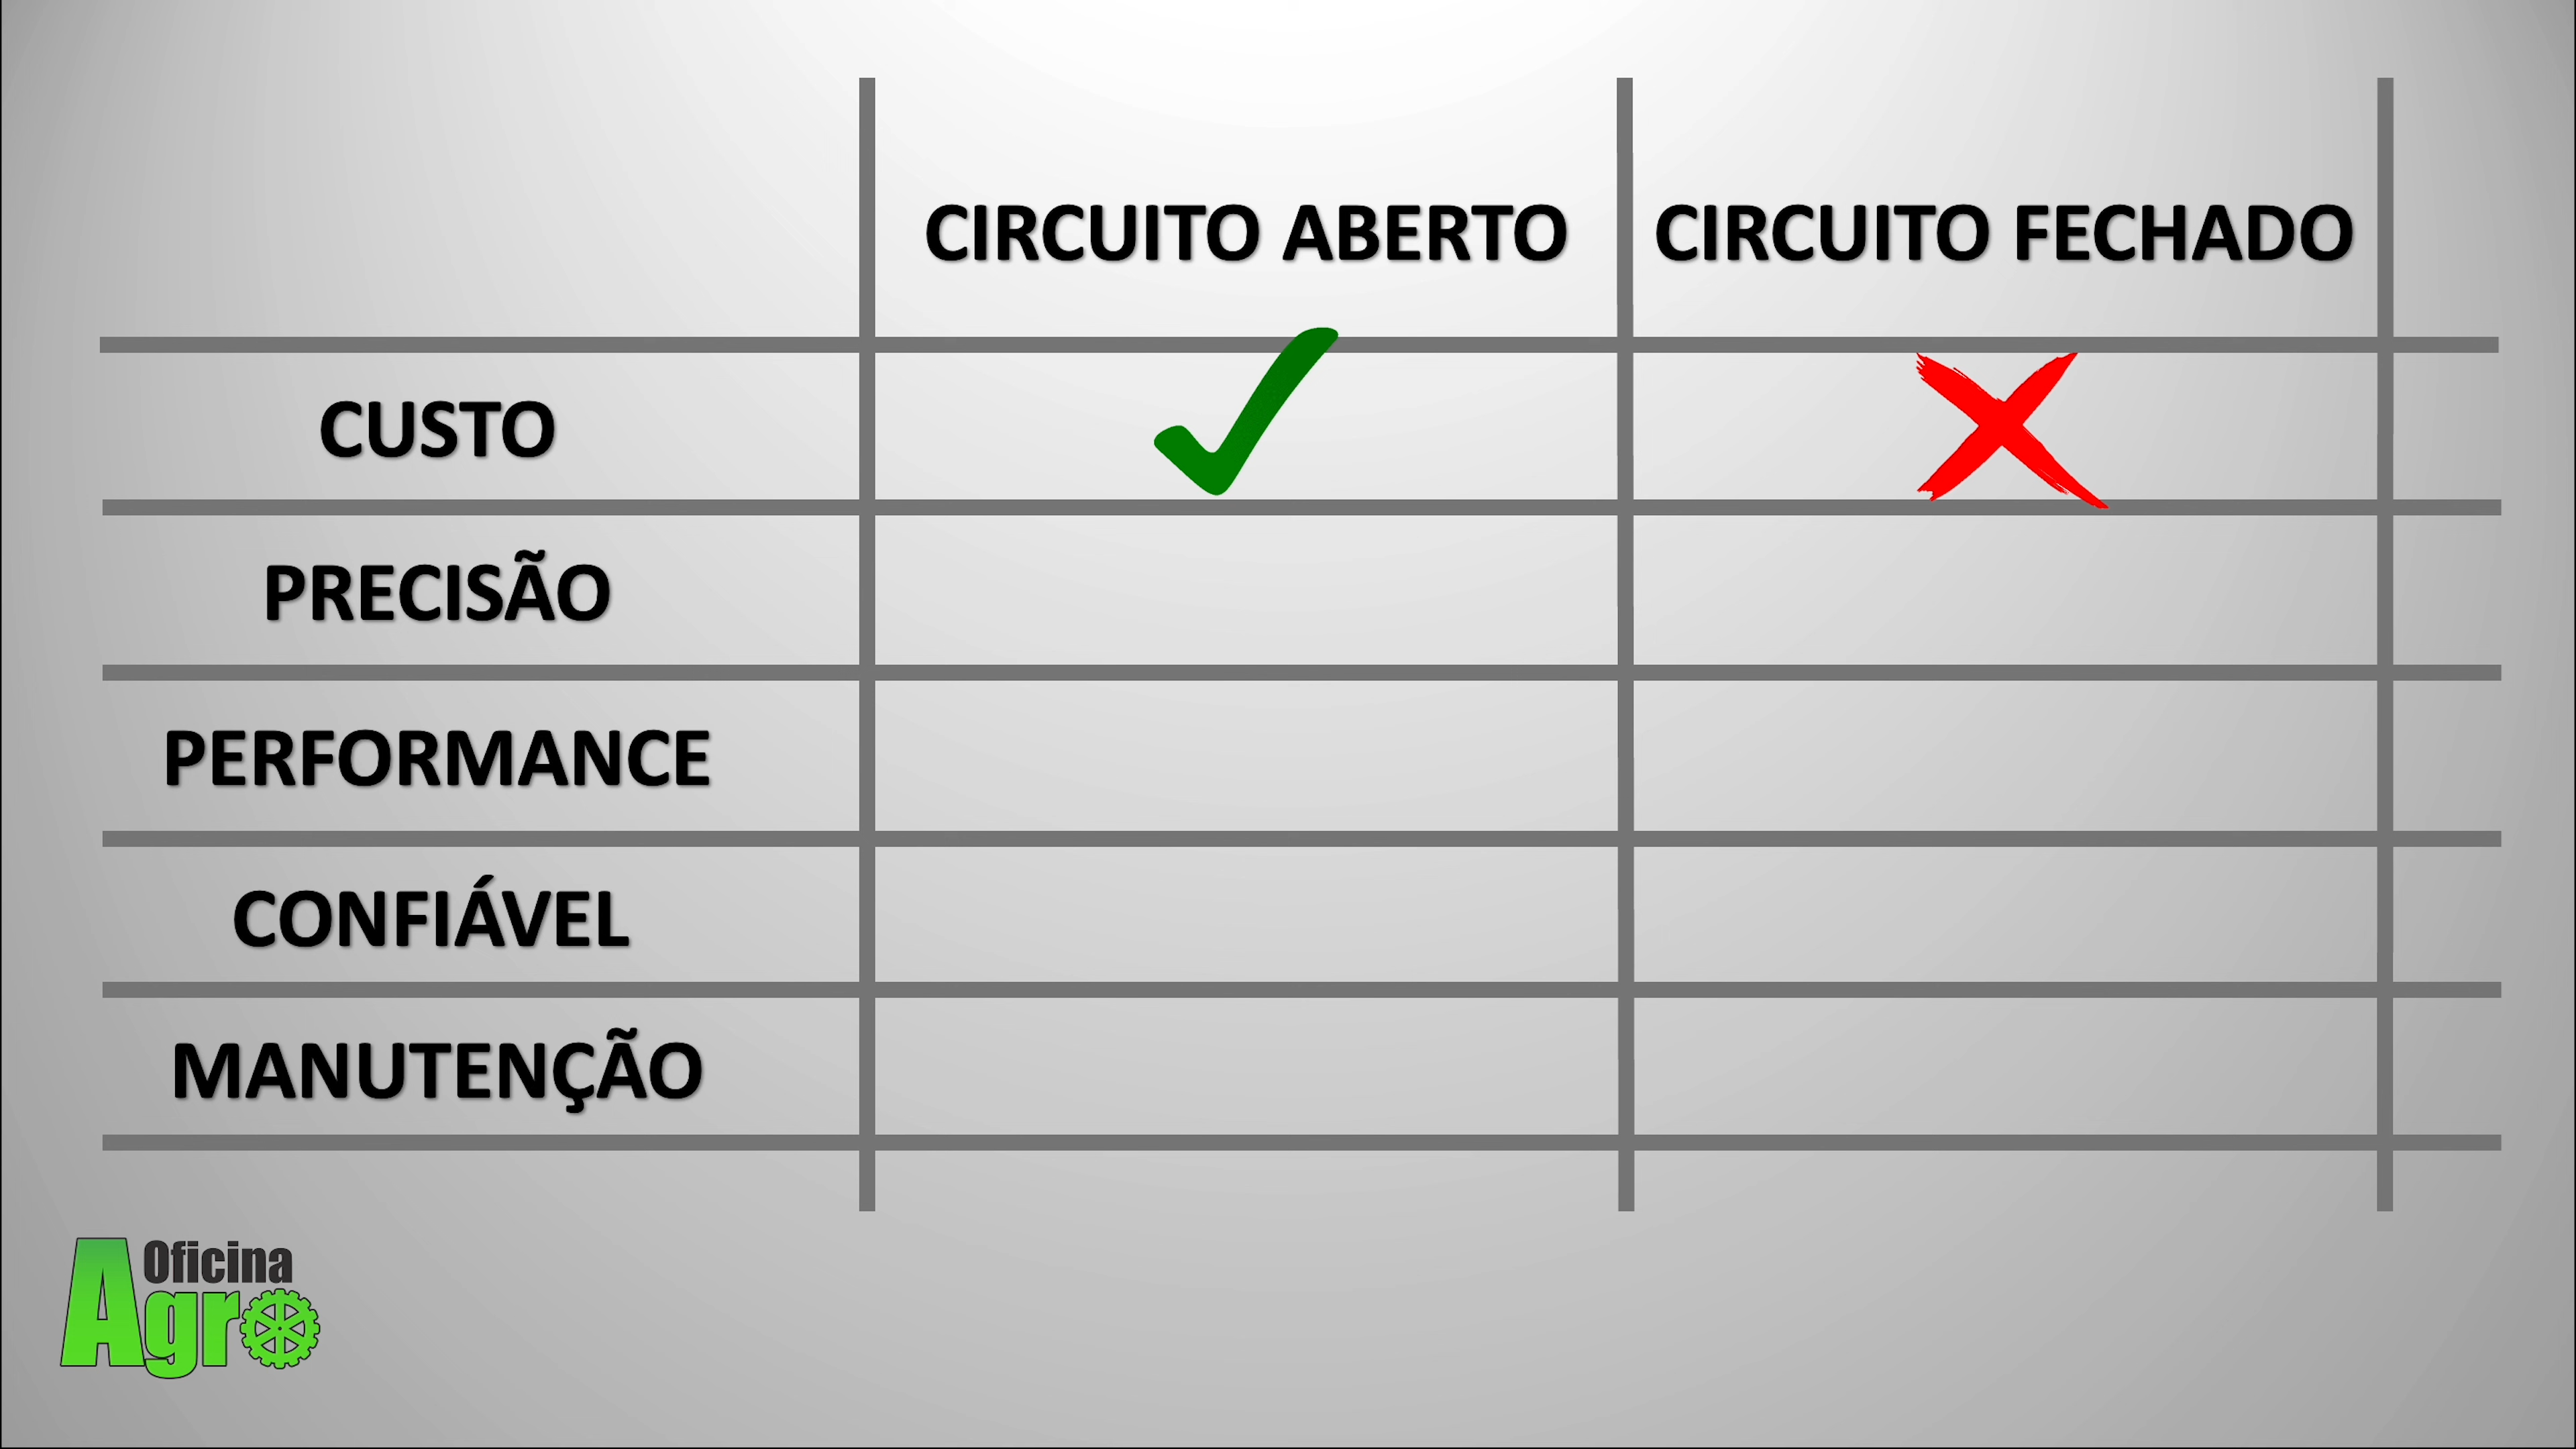 CIRCUITO ABERTO CIRCUITO FECHADO
CUSTO
PRECISÃO
PERFORMANCE
CONFIÁVEL
MANUTENÇÃO
Oficina
Agro